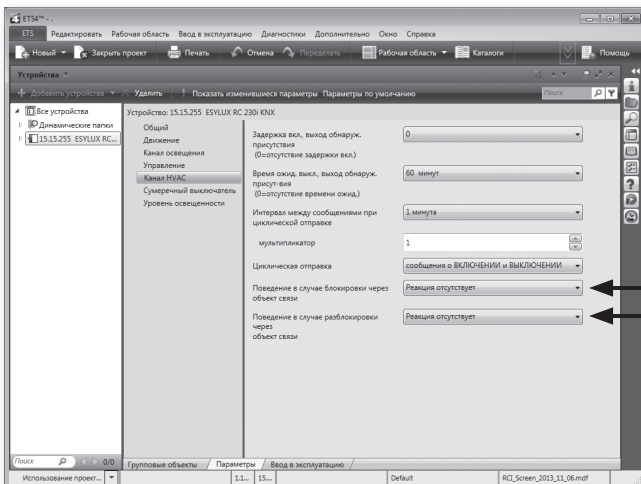 ETS4™ - .
ETS Редактировать Рабочая область Ввод в эксплуатацию Диагностики Дополнительно Окно Справка
Новый Закрыть проект Печать Отмена Переделать Рабочая область Каталоги Помощь
Устройства
Добавить устройства Удалить Показать изменившиеся параметры Параметры по умолчанию Поиск
Все устройства
Динамические папки
15.15.255 ESYLUX RC...
Устройство: 15.15.255 ESYLUX RC 230i KNX
Общий
Движение
Канал освещения
Управление
Канал HVAC
Сумеречный выключатель
Уровень освещенности
Задержка вкл., выход обнаруж.
присутствия
(0=отсутствие задержки вкл.)
0
Время ожид. выкл., выход обнаруж.
присут-вия
(0=отсутствие времени ожид.)
60 минут
Интервал между сообщениями при
циклической отправке
1 минута
мультипликатор
1
Циклическая отправка
сообщения о ВКЛЮЧЕНИИ и ВЫКЛЮЧЕНИИ
Поведение в случае блокировки через
объект связи
Реакция отсутствует
Поведение в случае разблокировки
через
объект связи
Реакция отсутствует
Поиск 0/0
Групповые объекты Параметры Ввод в эксплуатацию
Использование проект... 1.1... 15... Default RCI_Screen_2013_11_06.mdf